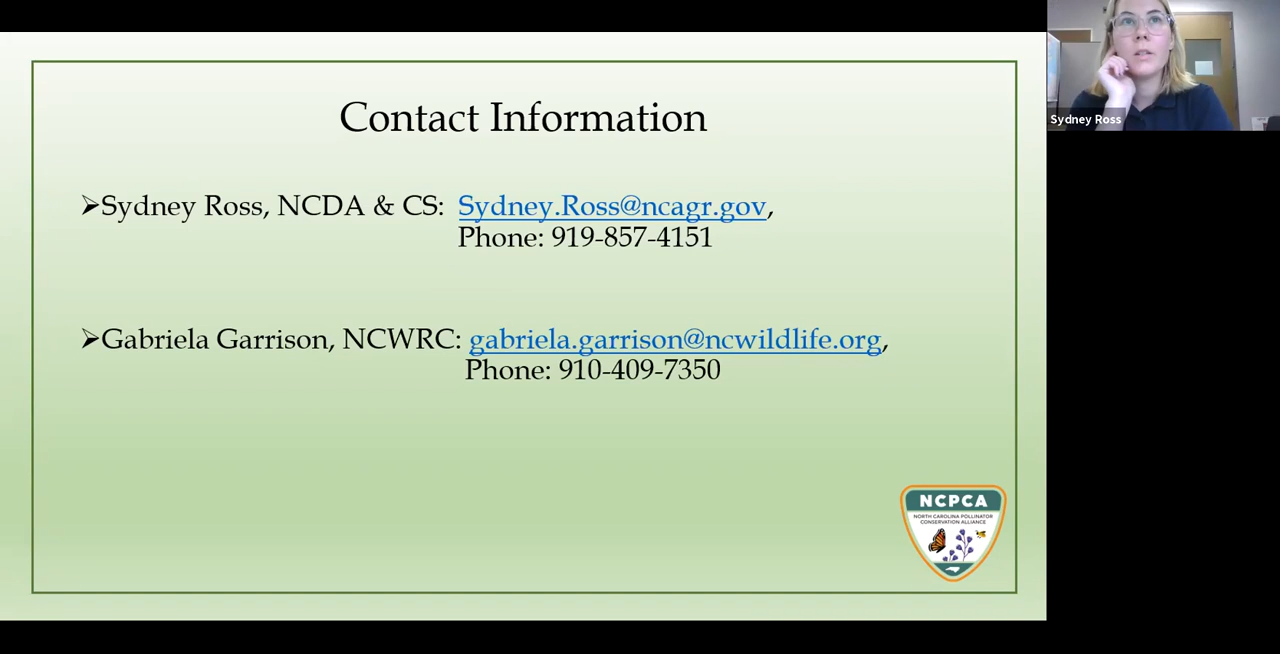 Contact Information
➢Sydney Ross, NCDA & CS: Sydney.Ross@ncagr.gov,
Phone: 919-857-4151
➢Gabriela Garrison, NCWRC: gabriela.garrison@ncwildlife.org,
Phone: 910-409-7350
NCPCA
NORTH CAROLINA POLLINATOR
CONSERVATION ALLIANCE
Sydney Ross